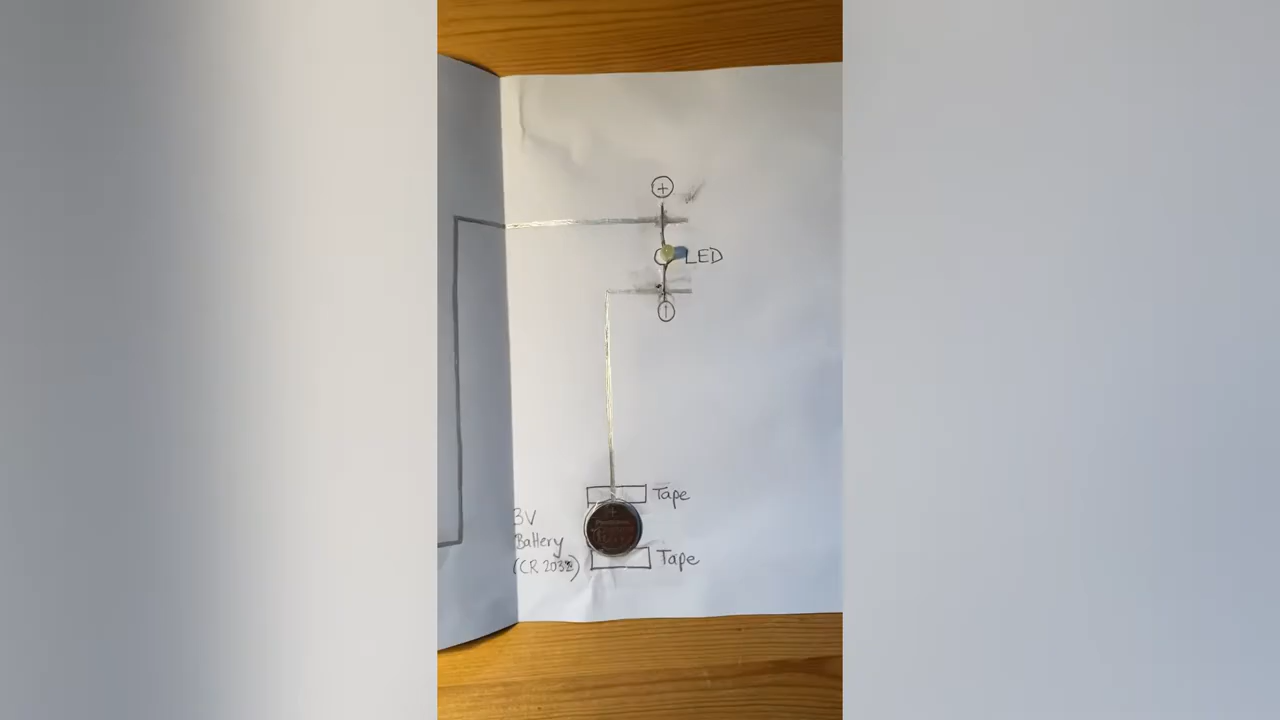 +
LED
Tape
3V
Battery
(CR 2032)
Tape